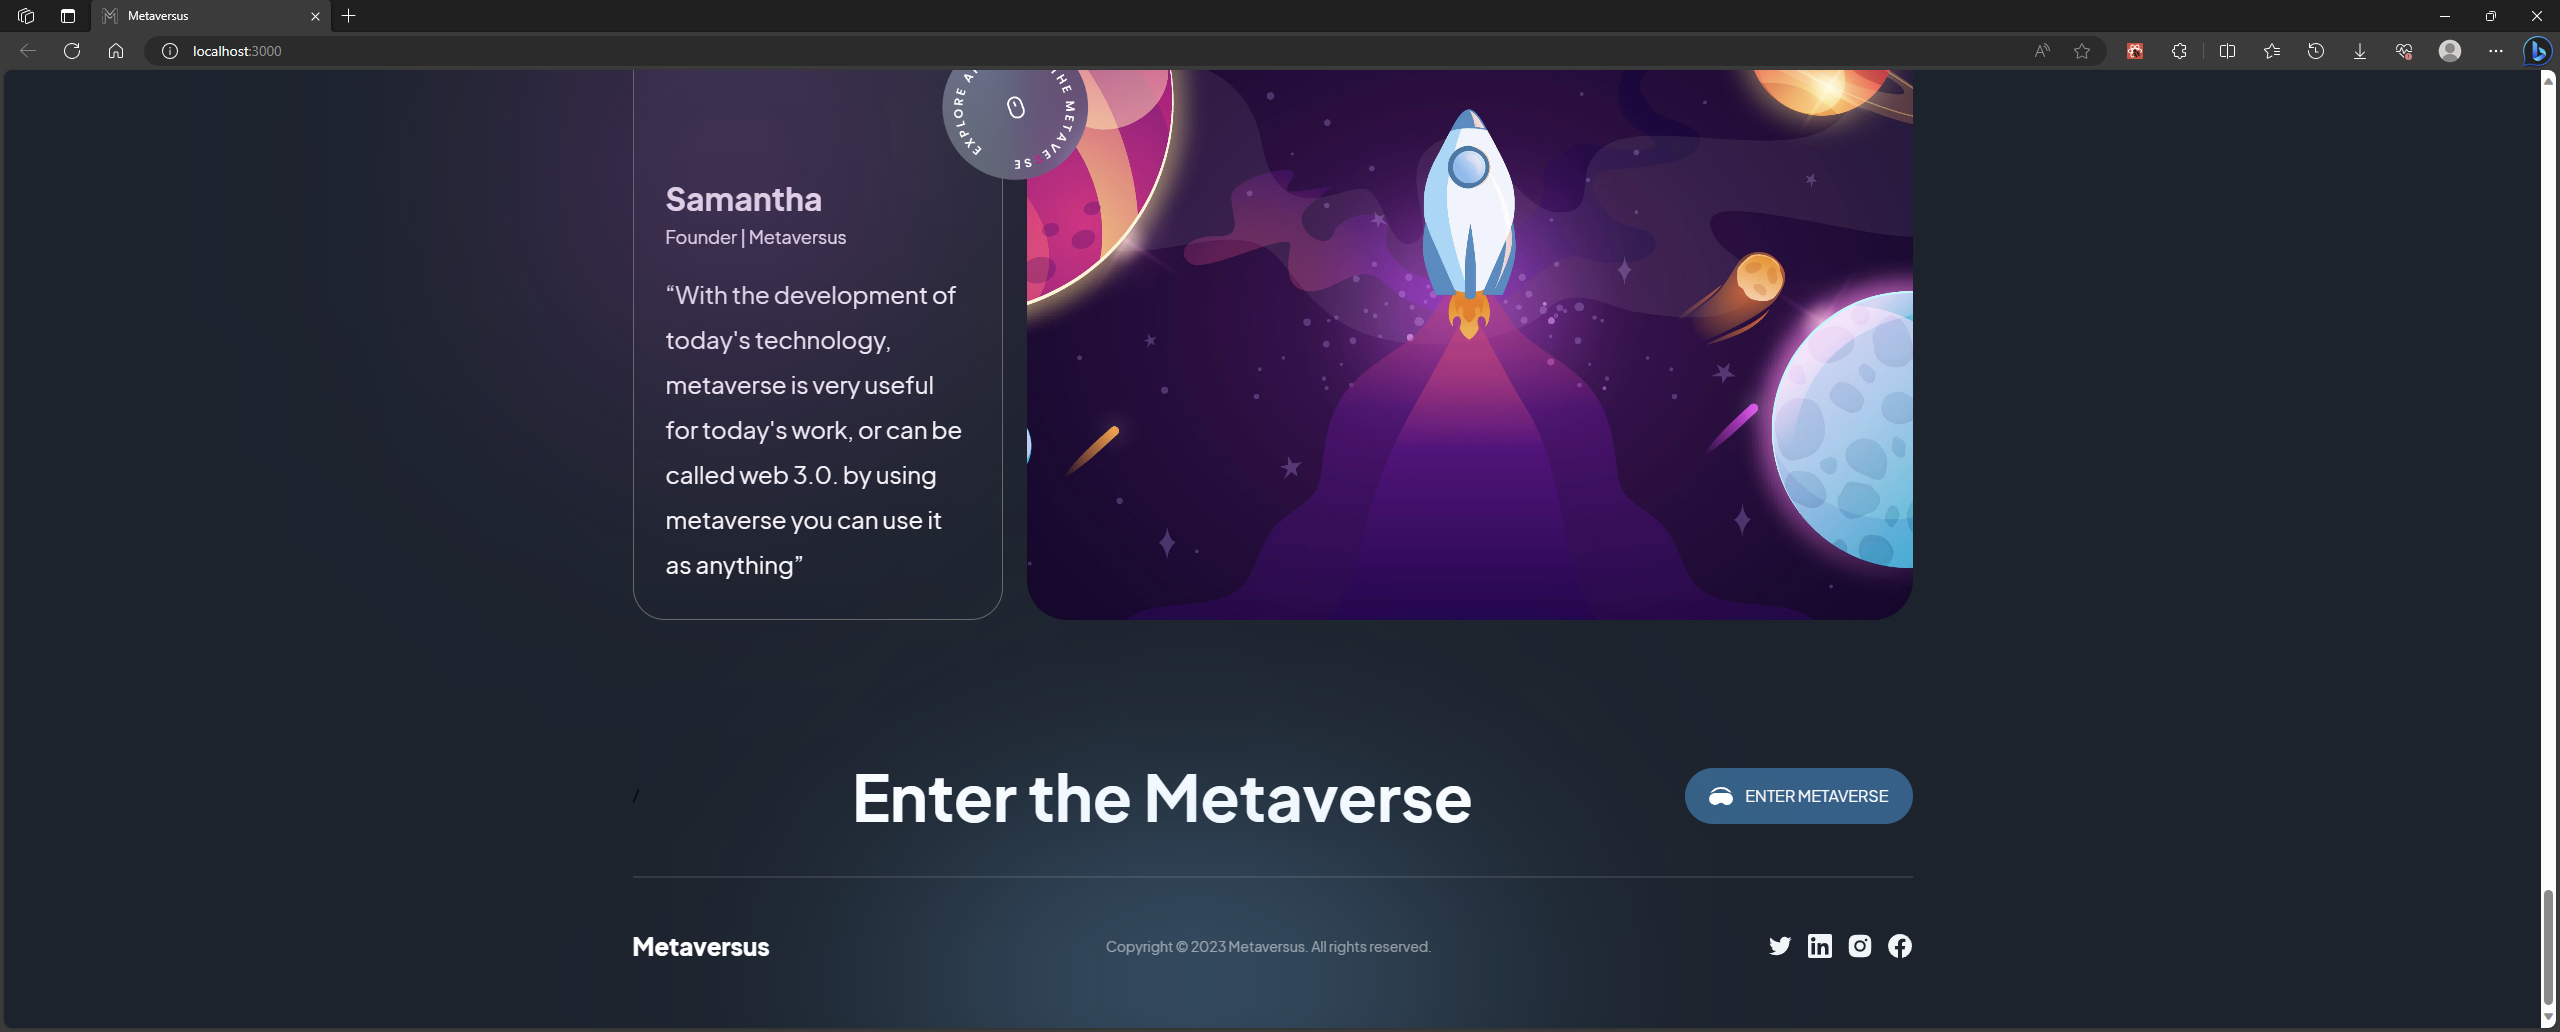 Metaversus
localhost:3000
EXPLORE THE METAVERSE
Samantha
Founder | Metaversus
“With the development of
today's technology,
metaverse is very useful
for today's work, or can be
called web 3.0. by using
metaverse you can use it
as anything”
/
Enter the Metaverse
ENTER METAVERSE
Metaversus
Copyright © 2023 Metaversus. All rights reserved.